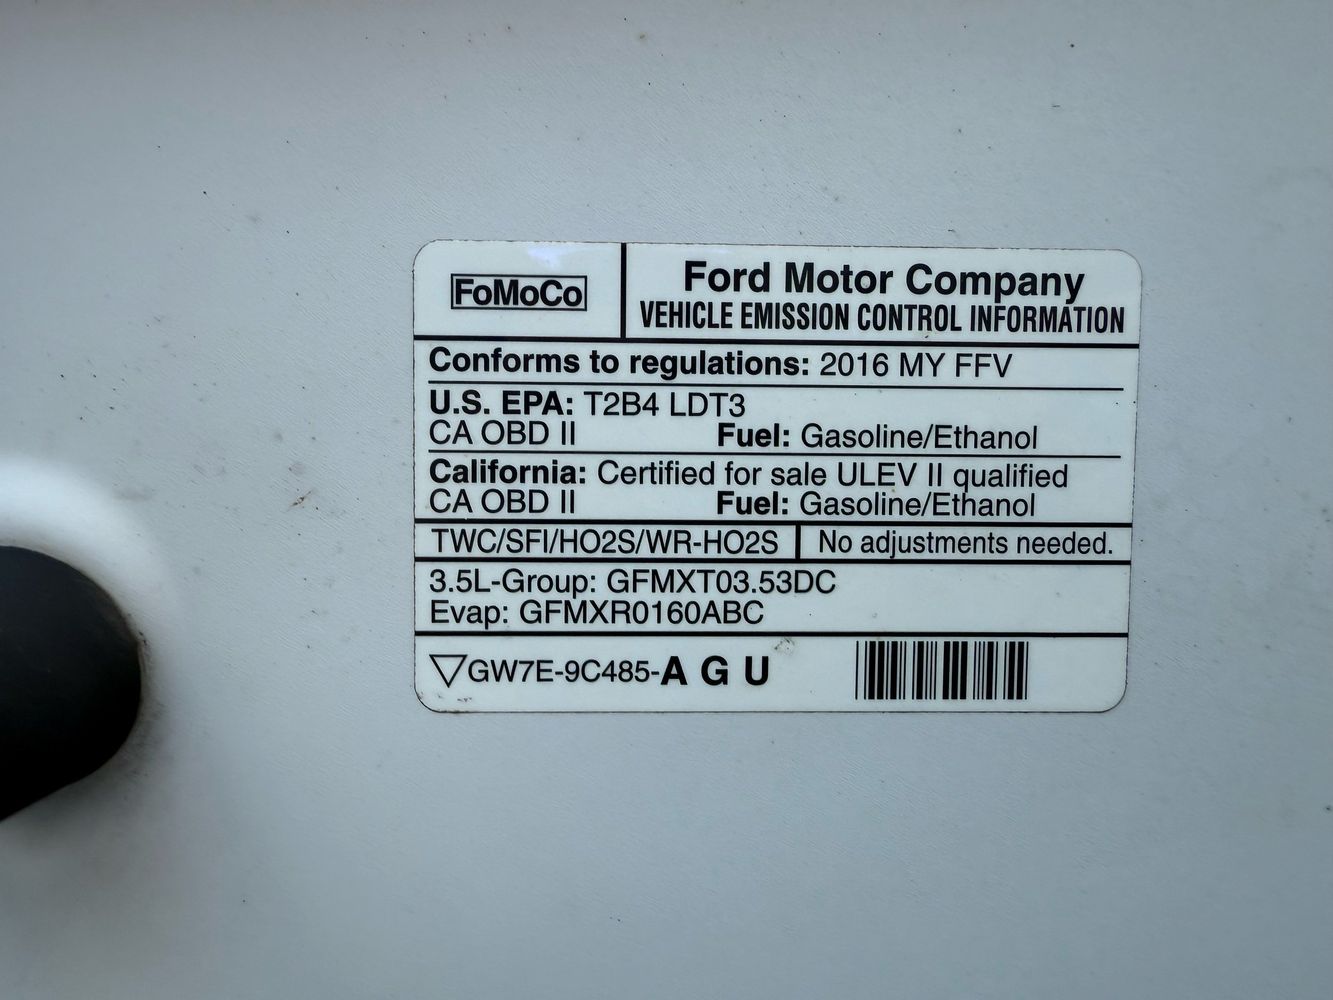 FoMoCo
Ford Motor Company
VEHICLE EMISSION CONTROL INFORMATION
Conforms to regulations: 2016 MY FFV
U.S. EPA: T2B4 LDT3
CA OBD II Fuel: Gasoline/Ethanol
California: Certified for sale ULEV II qualified
CA OBD II Fuel: Gasoline/Ethanol
TWC/SFI/HO2S/WR-HO2S No adjustments needed.
3.5L-Group: GFMXT03.53DC
Evap: GFMXR0160ABC
▽GW7E-9C485-A G U